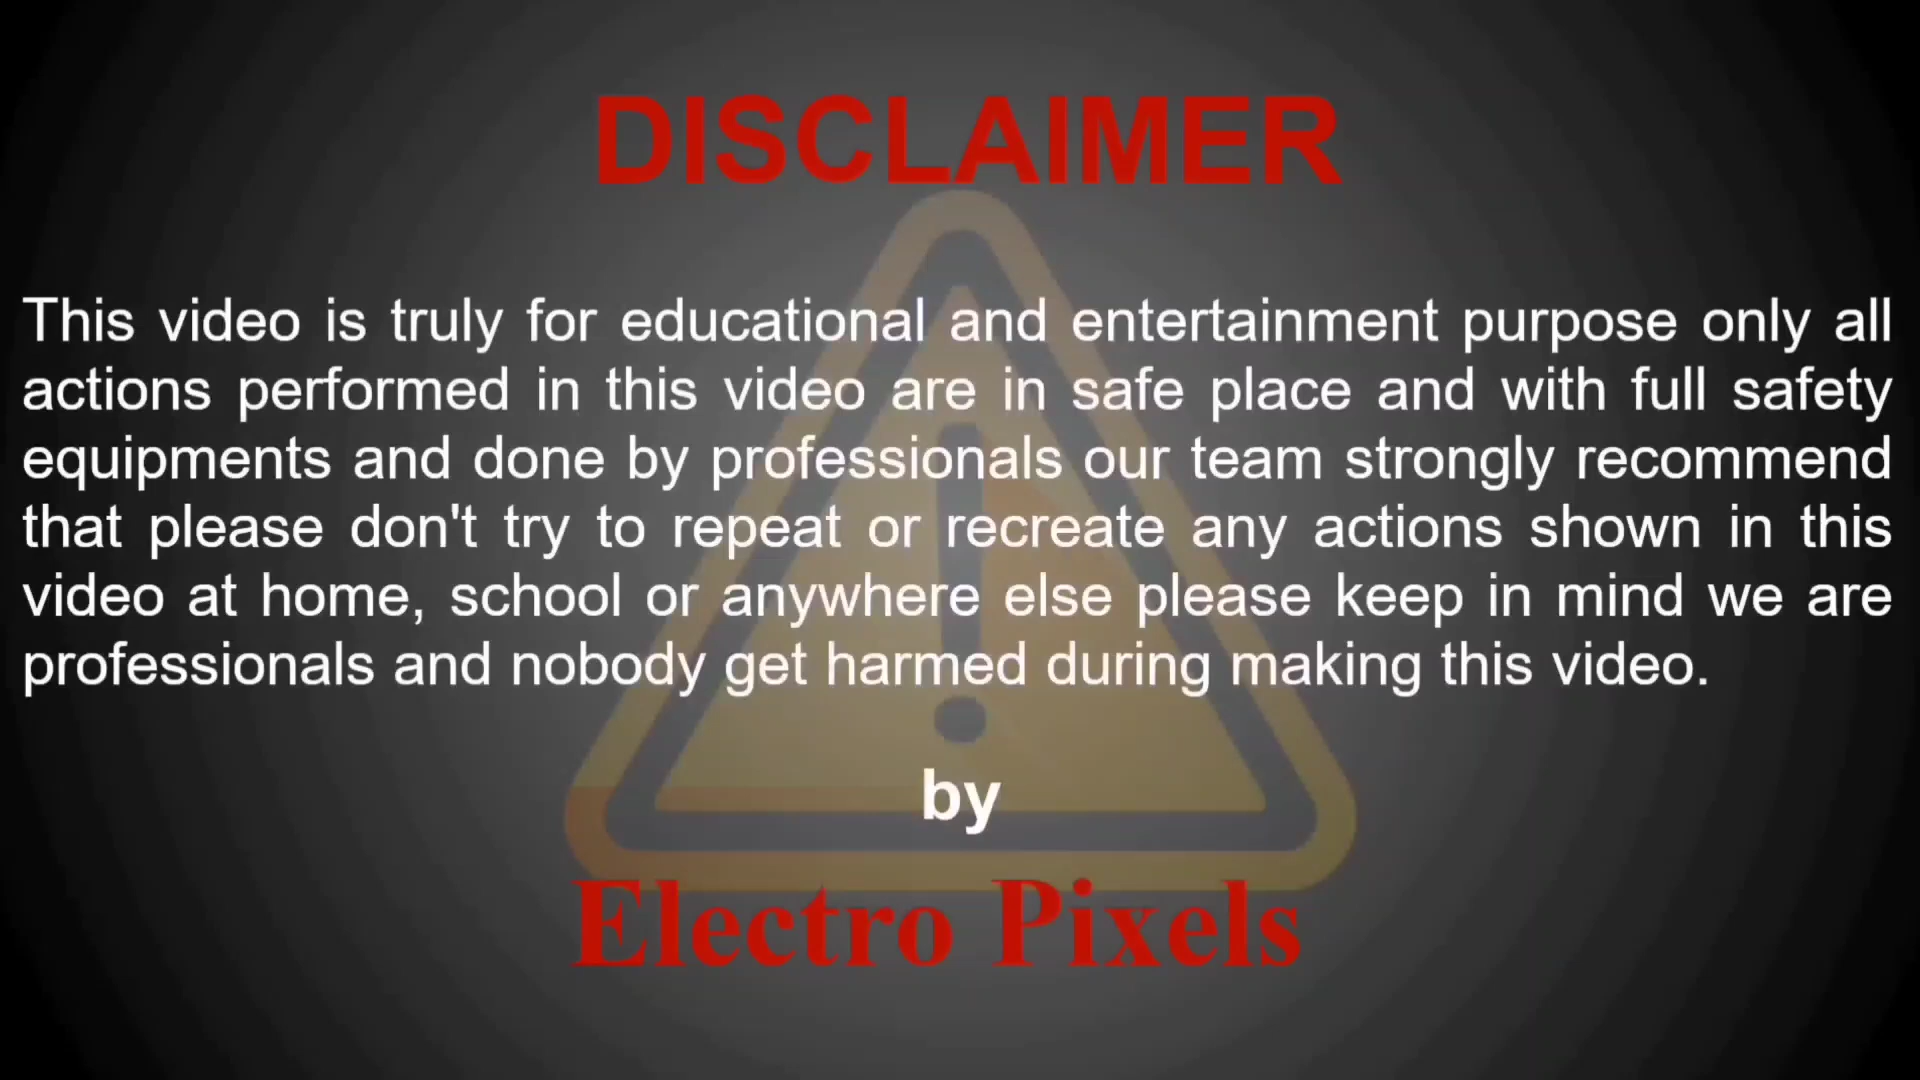 DISCLAIMER
This video is truly for educational and entertainment purpose only all
actions performed in this video are in safe place and with full safety
equipments and done by professionals our team strongly recommend
that please don't try to repeat or recreate any actions shown in this
video at home, school or anywhere else please keep in mind we are
professionals and nobody get harmed during making this video.
by
Electro Pixels